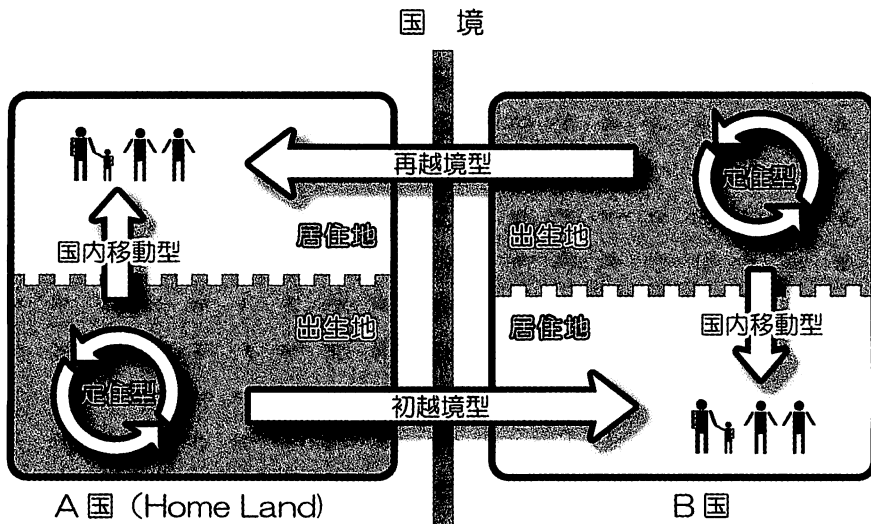 国 境
再越境型
定住型
居住地
出生地
国内移動型
出生地
居住地
国内移動型
定住型
初越境型
A国 (Home Land)
B国